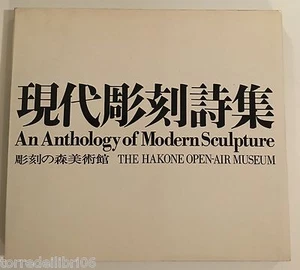 現代彫刻詩集
An Anthology of Modern Sculpture
彫刻の森美術館 THE HAKONE OPEN-AIR MUSEUM
torredeilibri06